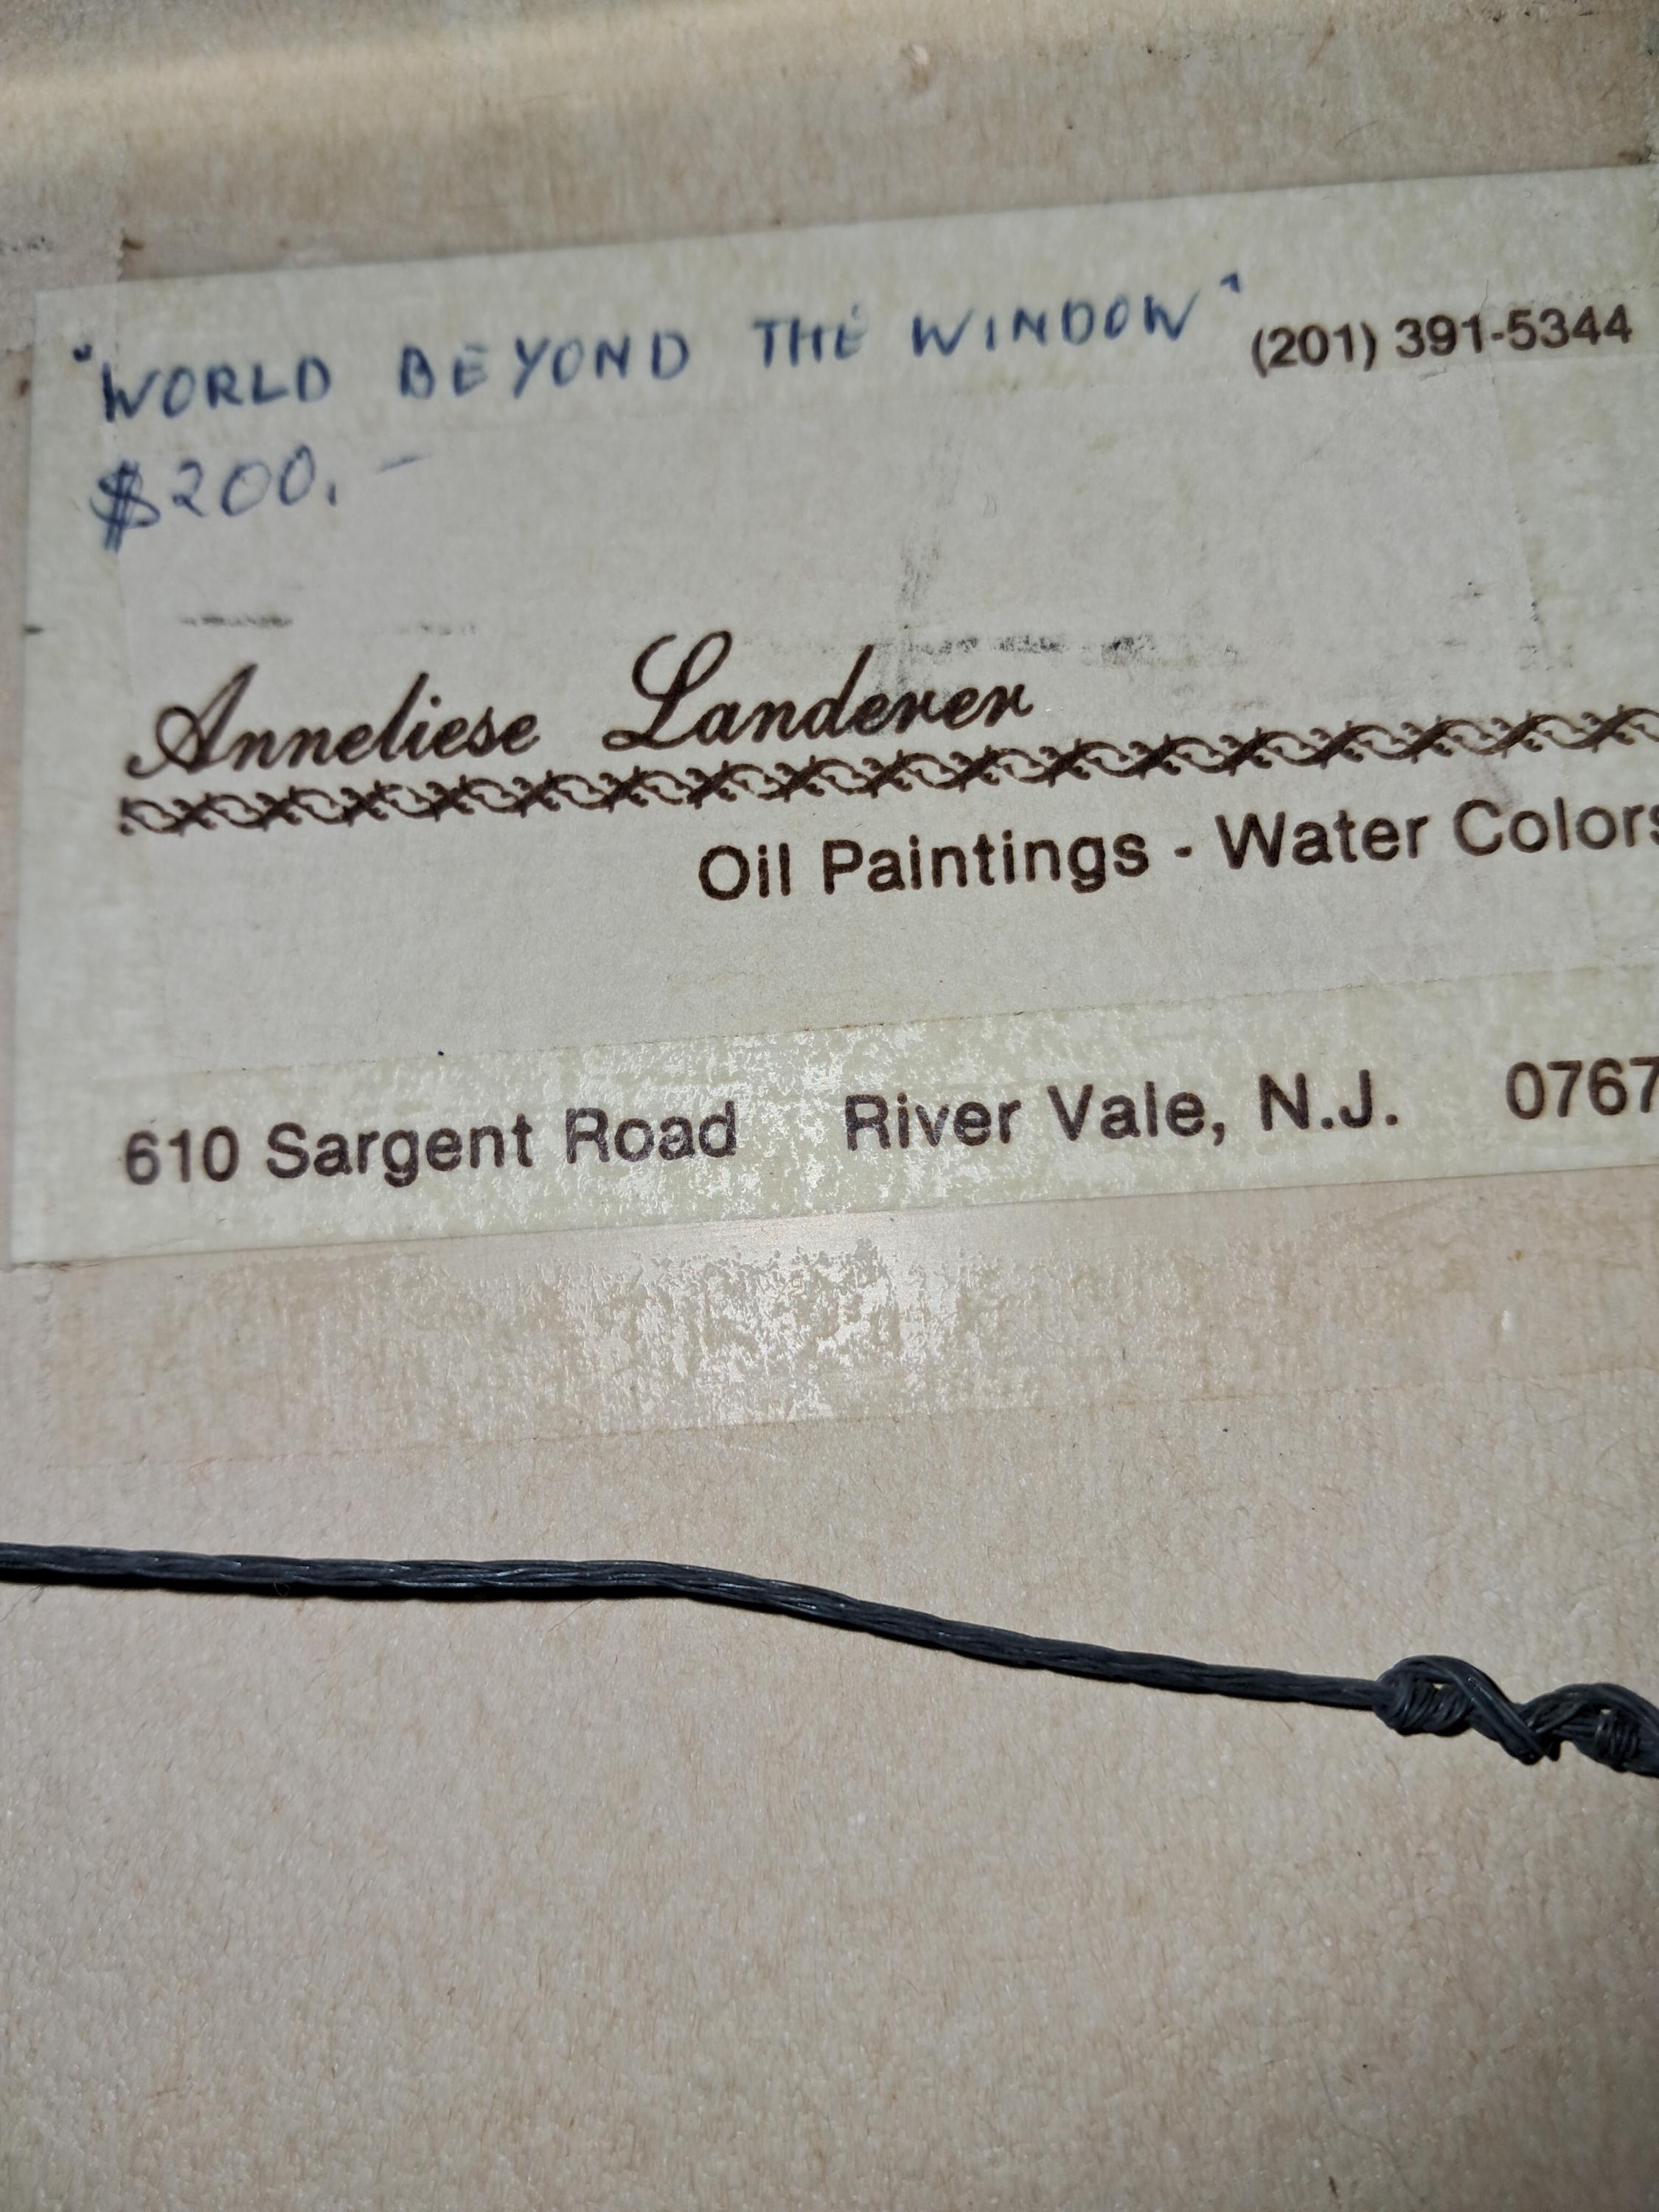 "WORLD BEYOND THE WINDOW" (201) 391-5344
$200.-
Anneliese Landerer
Oil Paintings - Water Colors
610 Sargent Road River Vale, N.J. 0767